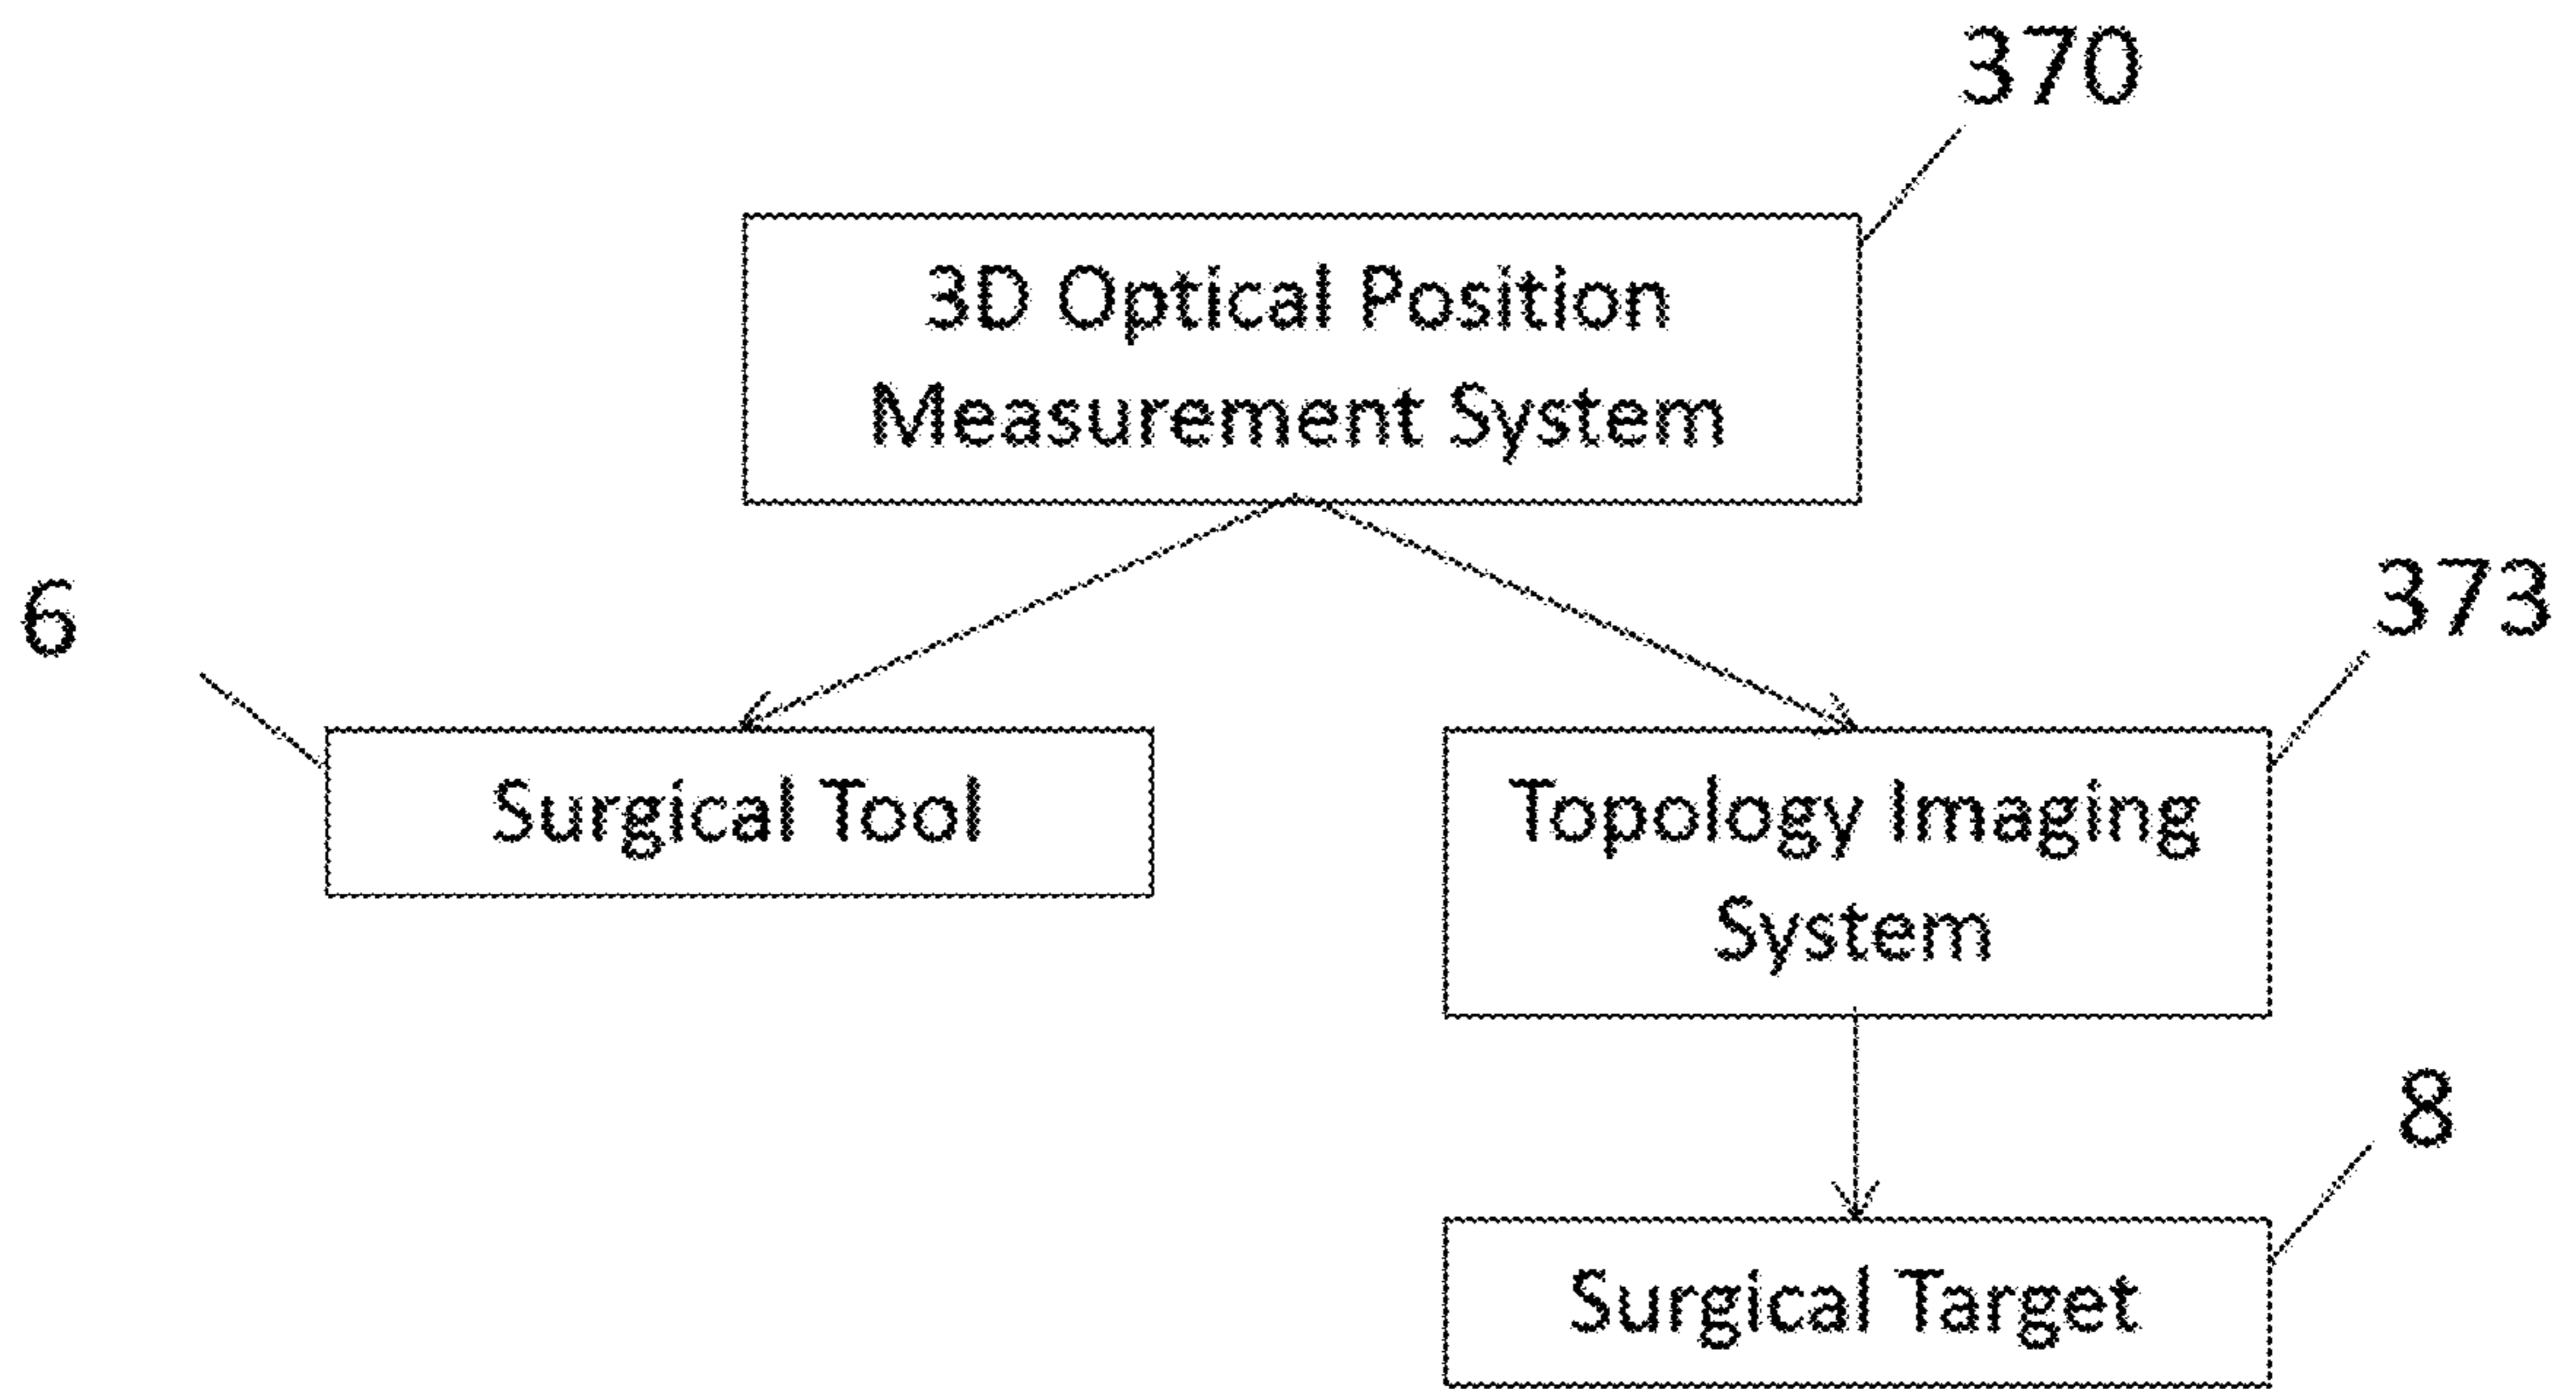 370
3D Optical Position
Measurement System
6
373
Surgical Tool
Topology Imaging
System
8
Surgical Target